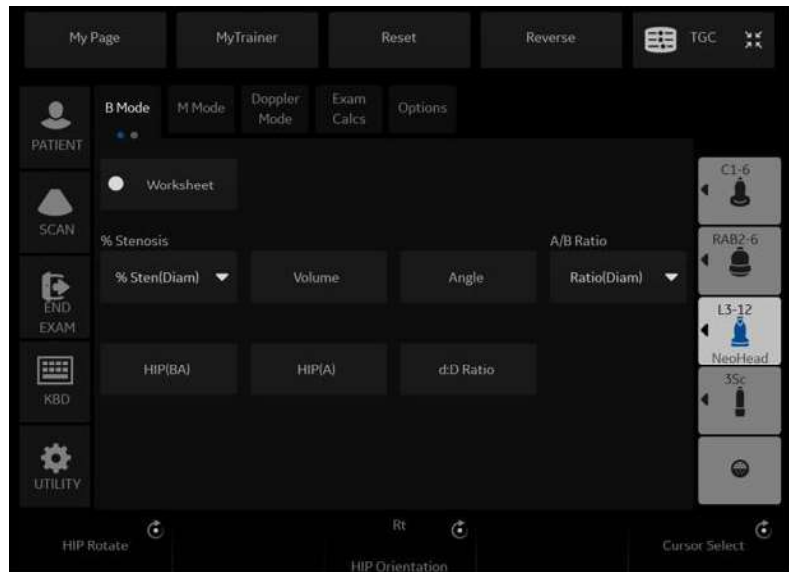 My Page
MyTrainer
Reset
Reverse
TGC
PATIENT
SCAN
END
EXAM
KBD
UTILITY
B Mode
M Mode
Doppler
Mode
Exam
Calcs
Options
Worksheet
% Stenosis
A/B Ratio
% Sten(Diam)
Volume
Angle
Ratio(Diam)
HIP(BA)
HIP(A)
d:D Ratio
C1-6
RAB2-6
L3-12
NeoHead
3Sc
HIP Rotate
Rt
HIP Orientation
Cursor Select